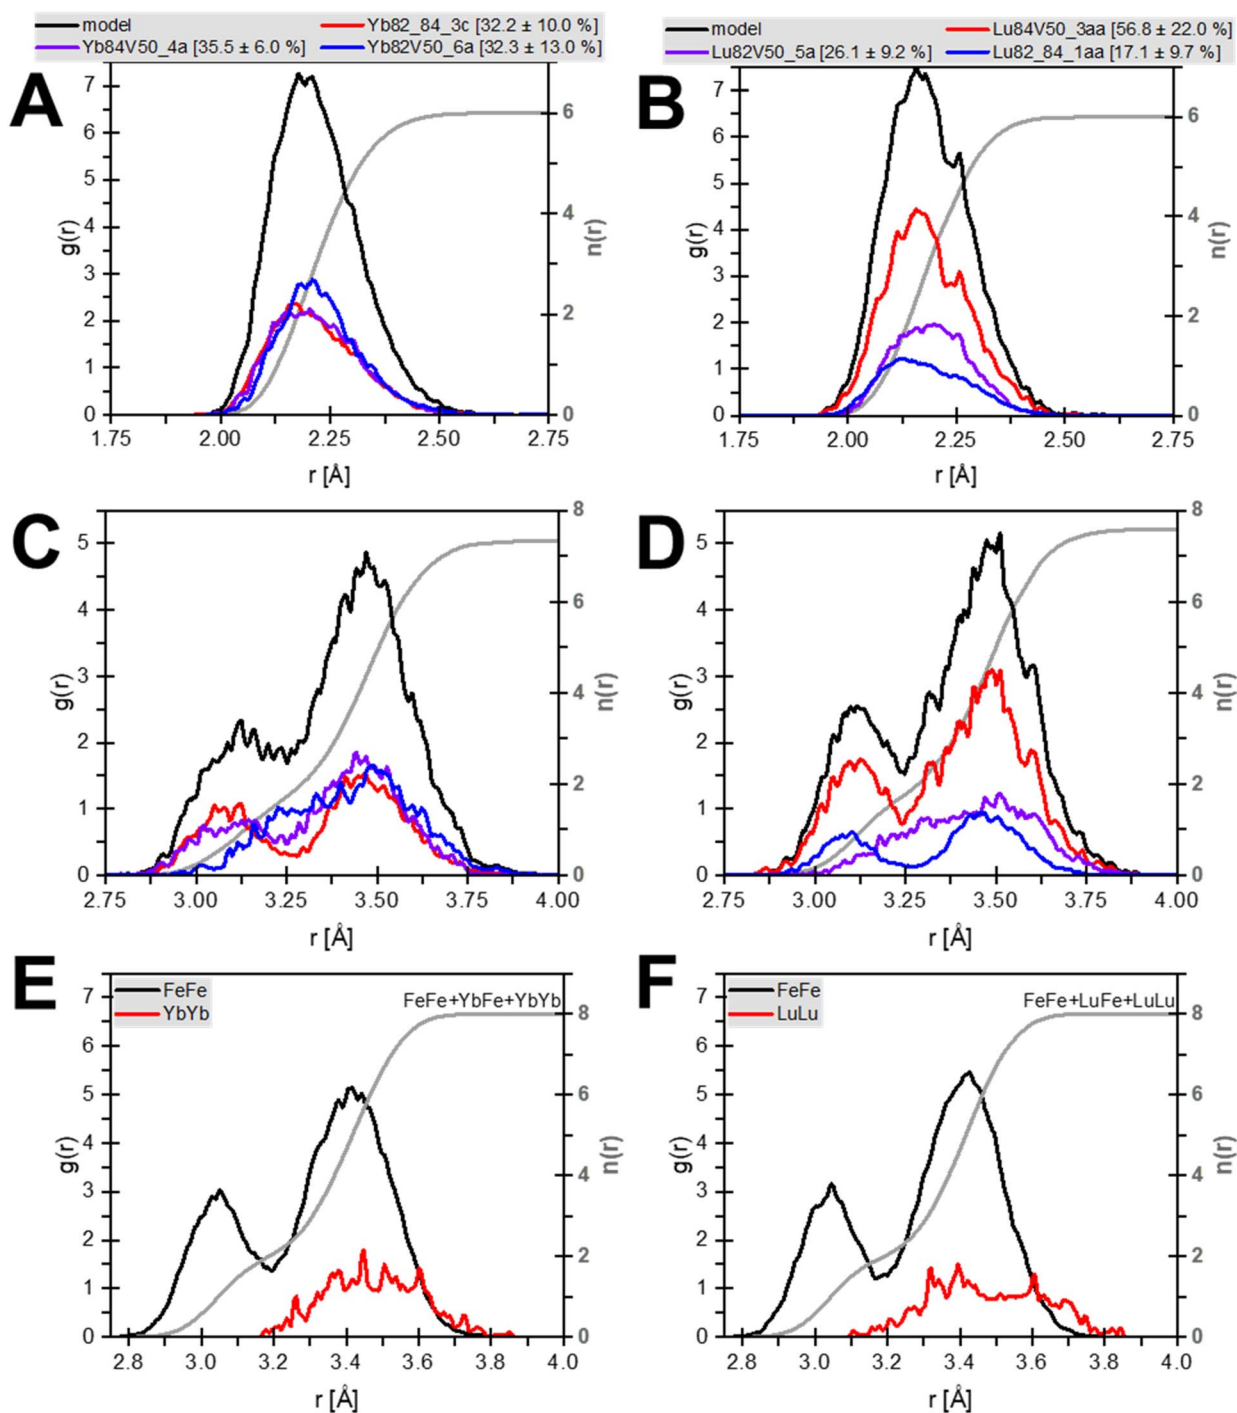 model Yb82_84_3c [32.2 ± 10.0 %]
Yb84V50_4a [35.5 ± 6.0 %] Yb82V50_6a [32.3 ± 13.0 %]
model Lu84V50_3aa [56.8 ± 22.0 %]
Lu82V50_5a [26.1 ± 9.2 %] Lu82_84_1aa [17.1 ± 9.7 %]
A
7
6
5
4
3
2
1
0
g(r)
6
4
2
0
n(r)
1.75 2.00 2.25 2.50 2.75
r [Å]
B
7
6
5
4
3
2
1
0
g(r)
6
4
2
0
n(r)
1.75 2.00 2.25 2.50 2.75
r [Å]
C
5
4
3
2
1
0
g(r)
8
6
4
2
0
n(r)
2.75 3.00 3.25 3.50 3.75 4.00
r [Å]
D
5
4
3
2
1
0
g(r)
8
6
4
2
0
n(r)
2.75 3.00 3.25 3.50 3.75 4.00
r [Å]
E
FeFe
YbYb
FeFe+YbFe+YbYb
7
6
5
4
3
2
1
0
g(r)
8
6
4
2
0
n(r)
2.8 3.0 3.2 3.4 3.6 3.8 4.0
r [Å]
F
FeFe
LuLu
FeFe+LuFe+LuLu
7
6
5
4
3
2
1
0
g(r)
8
6
4
2
0
n(r)
2.8 3.0 3.2 3.4 3.6 3.8 4.0
r [Å]